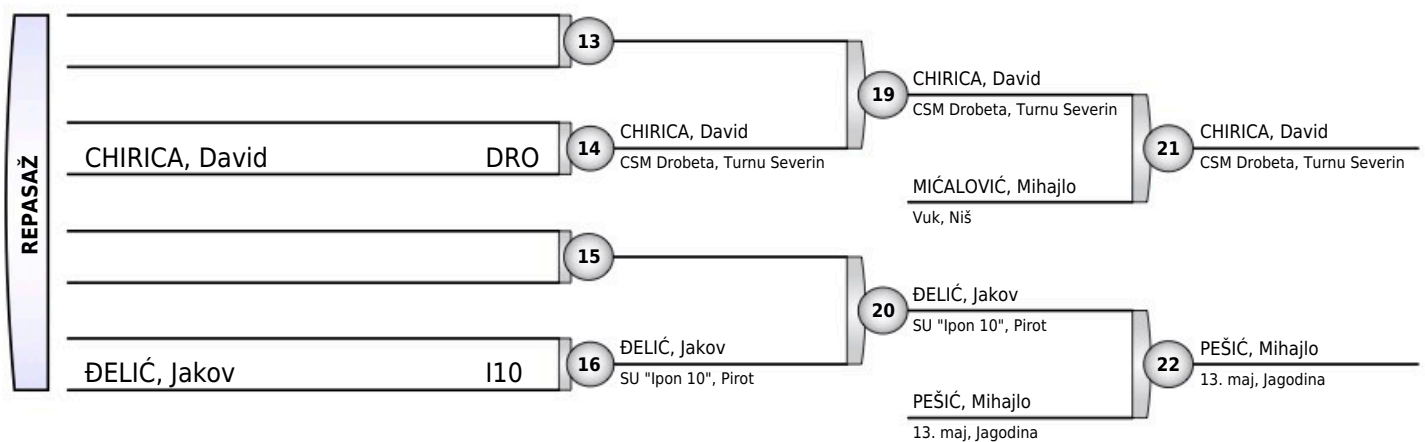 REPASAŽ
13
CHIRICA, David DRO
14
CHIRICA, David
CSM Drobeta, Turnu Severin
19
CHIRICA, David
CSM Drobeta, Turnu Severin
MIĆALOVIĆ, Mihajlo
Vuk, Niš
21
CHIRICA, David
CSM Drobeta, Turnu Severin
15
ĐELIĆ, Jakov I10
16
ĐELIĆ, Jakov
SU "Ipon 10", Pirot
20
ĐELIĆ, Jakov
SU "Ipon 10", Pirot
PEŠIĆ, Mihajlo
13. maj, Jagodina
22
PEŠIĆ, Mihajlo
13. maj, Jagodina